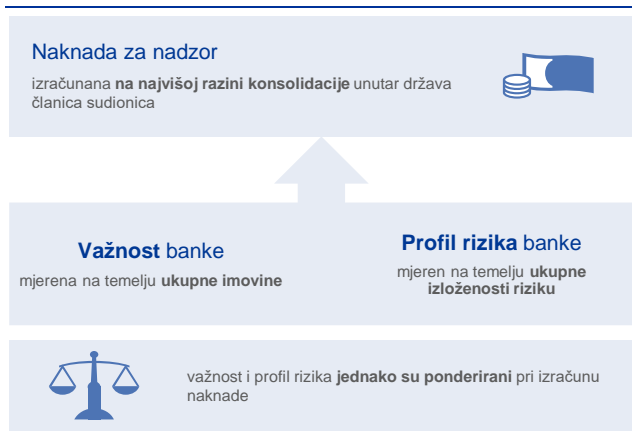 Naknada za nadzor
izračunana na najvišoj razini konsolidacije unutar država
članica sudionica
Važnost banke
mjerena na temelju ukupne imovine
Profil rizika banke
mjeren na temelju ukupne
izloženosti riziku
važnost i profil rizika jednako su ponderirani pri izračunu
naknade